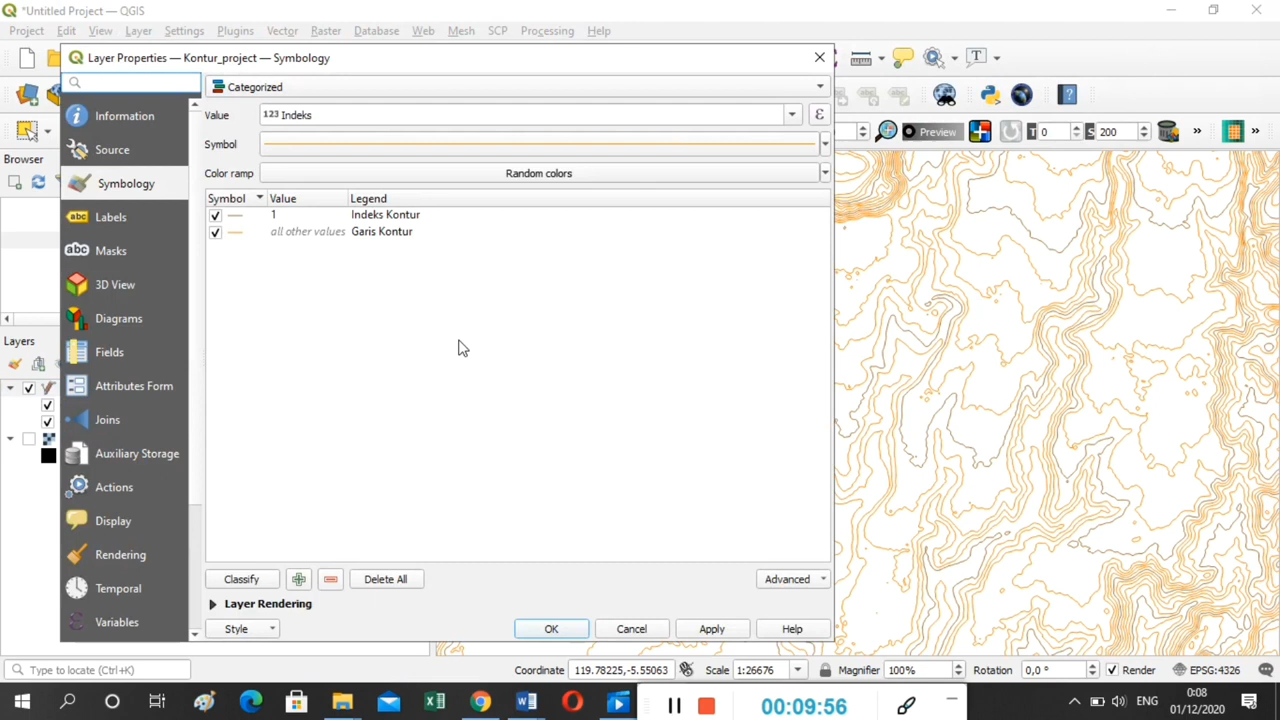 *Untitled Project — QGIS
Project Edit View Layer Settings Plugins Vector Raster Database Web Mesh SCP Processing Help
Layer Properties — Kontur_project — Symbology
Categorized
Information
Value 123 Indeks ε
Source
Symbol
Preview T 0 S 200 »  »
Browser
Color ramp Random colors
Symbology
Symbol Value Legend
1 Indeks Kontur
abc Labels
all other values Garis Kontur
abc Masks
3D View
Diagrams
Layers
Fields
Attributes Form
Joins
Auxiliary Storage
Actions
Display
Rendering
Classify Delete All Advanced
Temporal
Layer Rendering
Variables
Style OK Cancel Apply Help
Type to locate (Ctrl+K) Coordinate 119.78225,-5.55063 Scale 1:26676 Magnifier 100% Rotation 0,0 ° Render EPSG:4326
00:09:56
ENG
0:08
01/12/2020